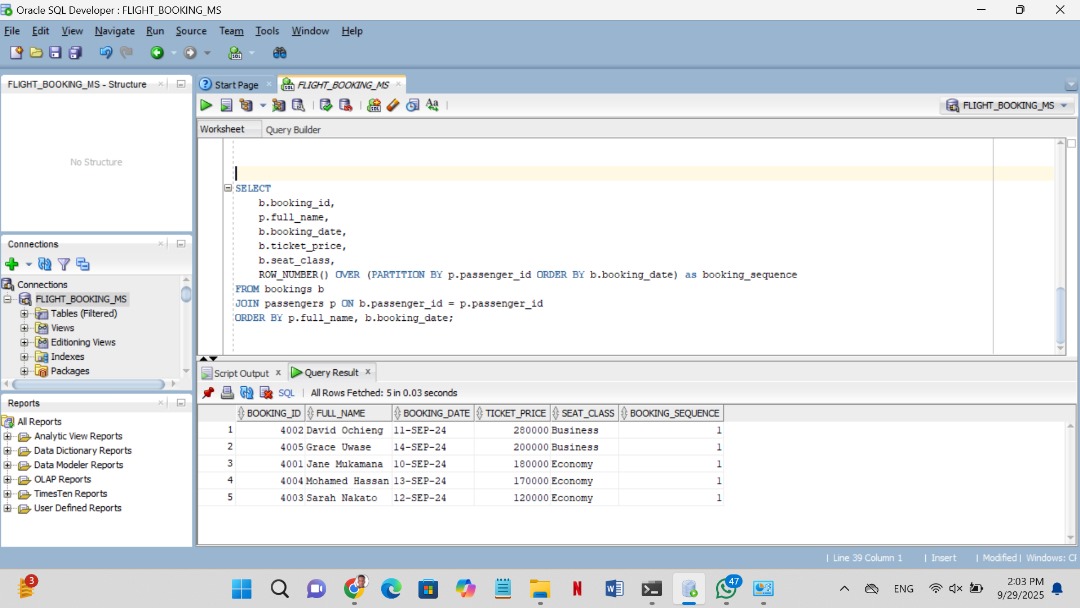 Oracle SQL Developer : FLIGHT_BOOKING_MS
File Edit View Navigate Run Source Team Tools Window Help
FLIGHT_BOOKING_MS - Structure
Start Page
FLIGHT_BOOKING_MS
FLIGHT_BOOKING_MS
Worksheet Query Builder
No Structure
SELECT
b.booking_id,
p.full_name,
b.booking_date,
b.ticket_price,
b.seat_class,
ROW_NUMBER() OVER (PARTITION BY p.passenger_id ORDER BY b.booking_date) as booking_sequence
FROM bookings b
JOIN passengers p ON b.passenger_id = p.passenger_id
ORDER BY p.full_name, b.booking_date;
Connections
Connections
FLIGHT_BOOKING_MS
Tables (Filtered)
Views
Editioning Views
Indexes
Packages
Script Output x Query Result x
SQL | All Rows Fetched: 5 in 0.03 seconds
BOOKING_ID FULL_NAME BOOKING_DATE TICKET_PRICE SEAT_CLASS BOOKING_SEQUENCE
1 4002 David Ochieng 11-SEP-24 280000 Business 1
2 4005 Grace Uwase 14-SEP-24 200000 Business 1
3 4001 Jane Mukamana 10-SEP-24 180000 Economy 1
4 4004 Mohamed Hassan 13-SEP-24 170000 Economy 1
5 4003 Sarah Nakato 12-SEP-24 120000 Economy 1
Reports
All Reports
Analytic View Reports
Data Dictionary Reports
Data Modeler Reports
OLAP Reports
TimesTen Reports
User Defined Reports
| Line 39 Column 1 | Insert | Modified | Windows: Cl
3
47
ENG
2:03 PM
9/29/2025